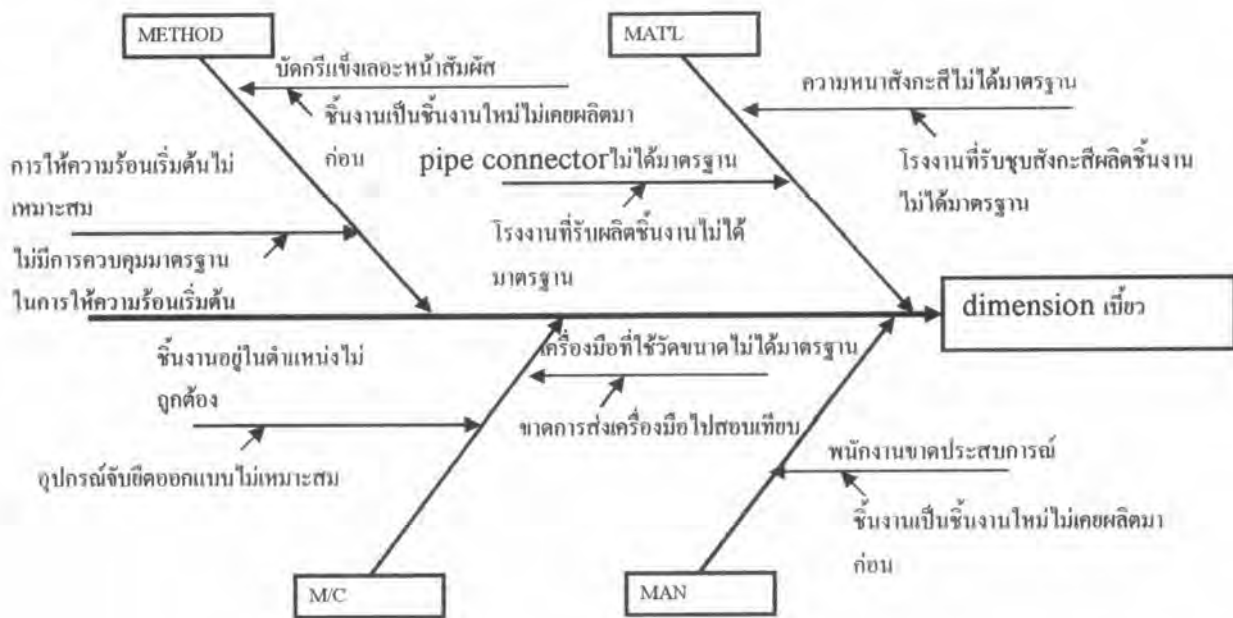 METHOD
MAT'L
บัดกรีแข็งเลอะหน้าสัมผัส
ชิ้นงานเป็นชิ้นงานใหม่ไม่เคยผลิตมา
ก่อน
ความหนาสังกะสีไม่ได้มาตรฐาน
โรงงานที่รับชุบสังกะสีผลิตชิ้นงาน
ไม่ได้มาตรฐาน
การให้ความร้อนเริ่มต้นไม่
เหมาะสม
ไม่มีการควบคุมมาตรฐาน
ในการให้ความร้อนเริ่มต้น
pipe connectorไม่ได้มาตรฐาน
โรงงานที่รับผลิตชิ้นงานไม่ได้
มาตรฐาน
dimension เบี้ยว
ชิ้นงานอยู่ในตำแหน่งไม่
ถูกต้อง
อุปกรณ์จับยึดออกแบบไม่เหมาะสม
เครื่องมือที่ใช้วัดขนาดไม่ได้มาตรฐาน
ขาดการส่งเครื่องมือไปสอบเทียบ
พนักงานขาดประสบการณ์
ชิ้นงานเป็นชิ้นงานใหม่ไม่เคยผลิตมา
ก่อน
M/C
MAN